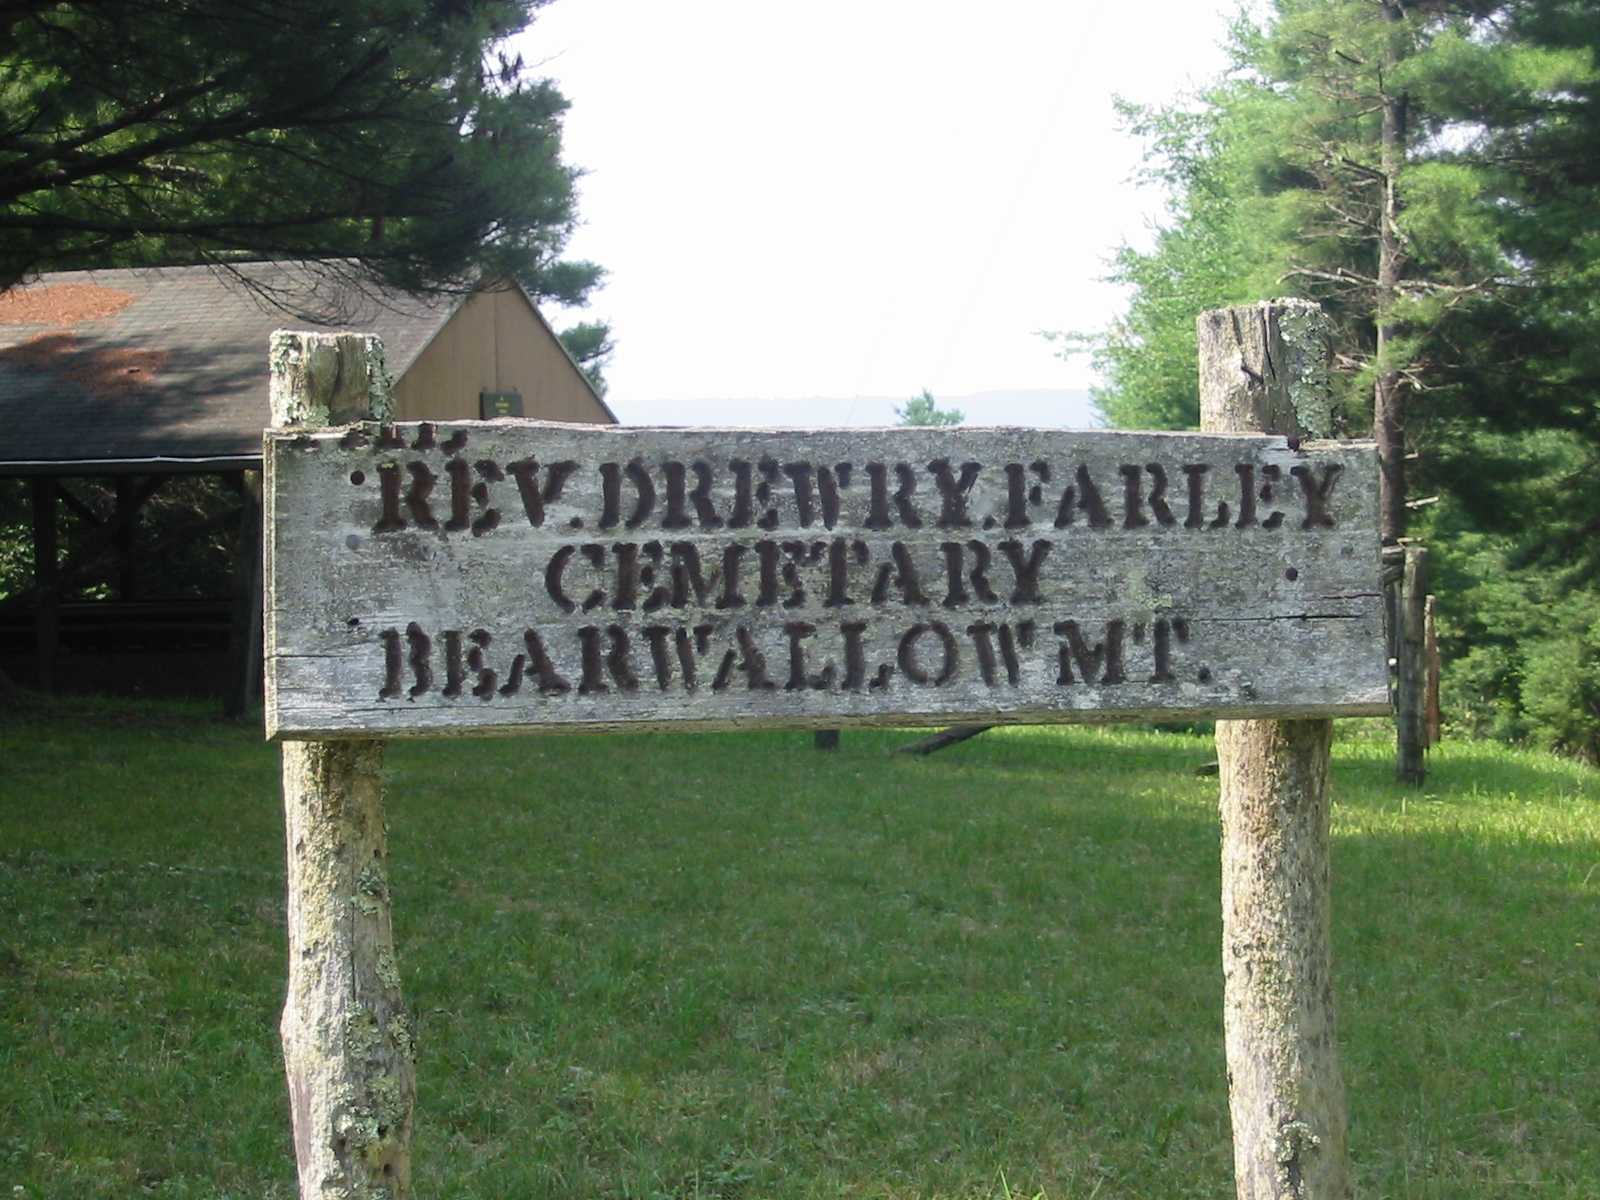 REV. DREWRY. FARLEY
CEMETARY
BEARWALLOW MT.